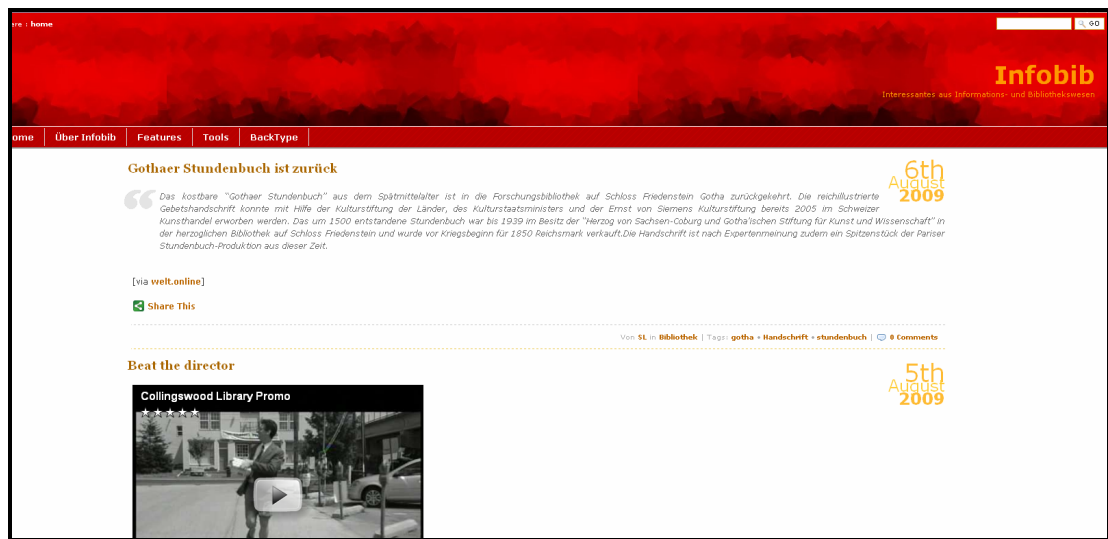 ere : home
GO
Infobib
Interessantes aus Informations- und Bibliothekswesen
ome
Über Infobib
Features
Tools
BackType
Gothaer Stundenbuch ist zurück
6th
August
2009
Das kostbare "Gothaer Stundenbuch" aus dem Spätmittelalter ist in die Forschungsbibliothek auf Schloss Friedenstein Gotha zurückgekehrt. Die reichillustrierte
Gebetshandschrift konnte mit Hilfe der Kulturstiftung der Länder, des Kulturstaatsministers und der Ernst von Siemens Kulturstiftung bereits 2005 im Schweizer
Kunsthandel erworben werden. Das um 1500 entstandene Stundenbuch war bis 1939 im Besitz der "Herzog von Sachsen-Coburg und Gotha'ischen Stiftung für Kunst und Wissenschaft" in
der herzoglichen Bibliothek auf Schloss Friedenstein und wurde vor Kriegsbeginn für 1850 Reichsmark verkauft.Die Handschrift ist nach Expertenmeinung zudem ein Spitzenstück der Pariser
Stundenbuch-Produktion aus dieser Zeit.
[via welt.online]
Share This
Von SL in Bibliothek | Tags: gotha • Handschrift • stundenbuch | 0 Comments
Beat the director
5th
August
2009
Collingswood Library Promo